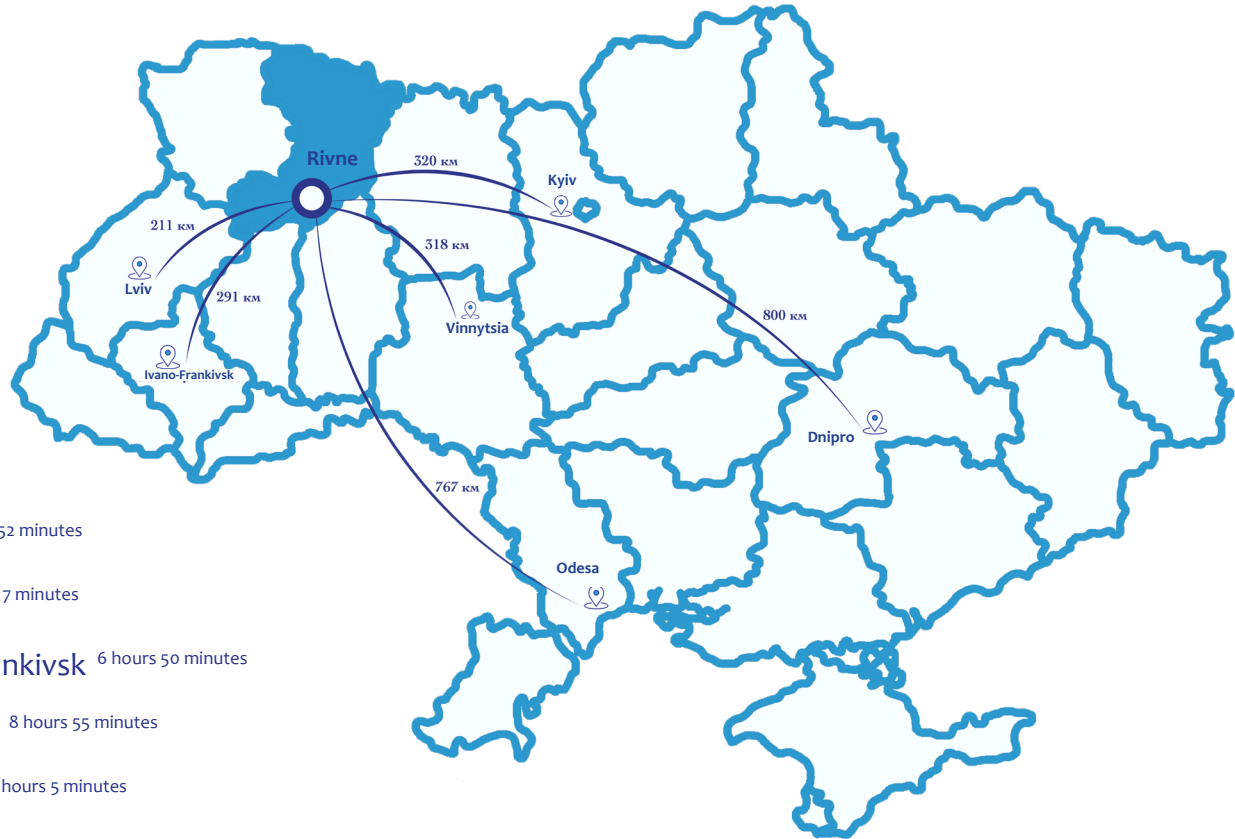 Rivne
320 км
Kyiv
211 км
318 км
Lviv
291 км
800 км
Vinnytsia
Ivano-Frankivsk
Dnipro
767 км
Odesa
52 minutes
7 minutes
nkivsk 6 hours 50 minutes
8 hours 55 minutes
hours 5 minutes